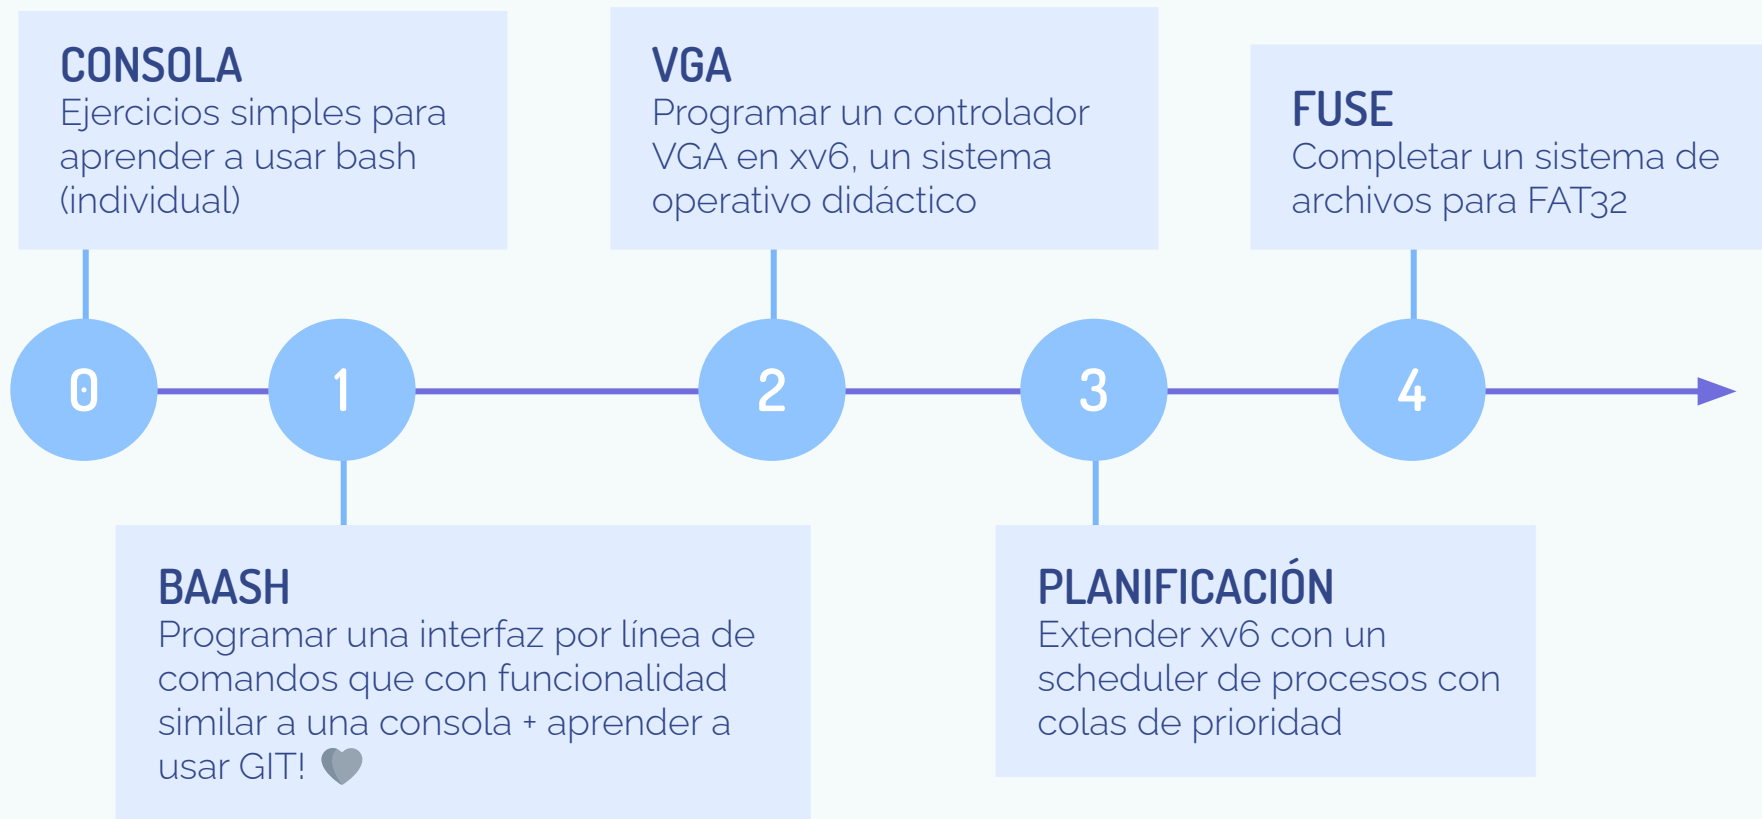 CONSOLA
Ejercicios simples para
aprender a usar bash
(individual)
VGA
Programar un controlador
VGA en xv6, un sistema
operativo didáctico
FUSE
Completar un sistema de
archivos para FAT32
0
1
2
3
4
BAASH
Programar una interfaz por línea de
comandos que con funcionalidad
similar a una consola + aprender a
usar GIT! 🩶
PLANIFICACIÓN
Extender xv6 con un
scheduler de procesos con
colas de prioridad